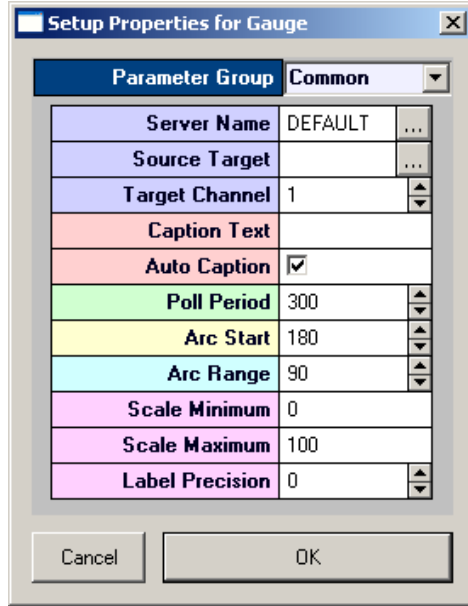 Setup Properties for Gauge
Parameter Group Common
Server Name DEFAULT ...
Source Target ...
Target Channel 1
Caption Text
Auto Caption
Poll Period 300
Arc Start 180
Arc Range 90
Scale Minimum 0
Scale Maximum 100
Label Precision 0
Cancel OK